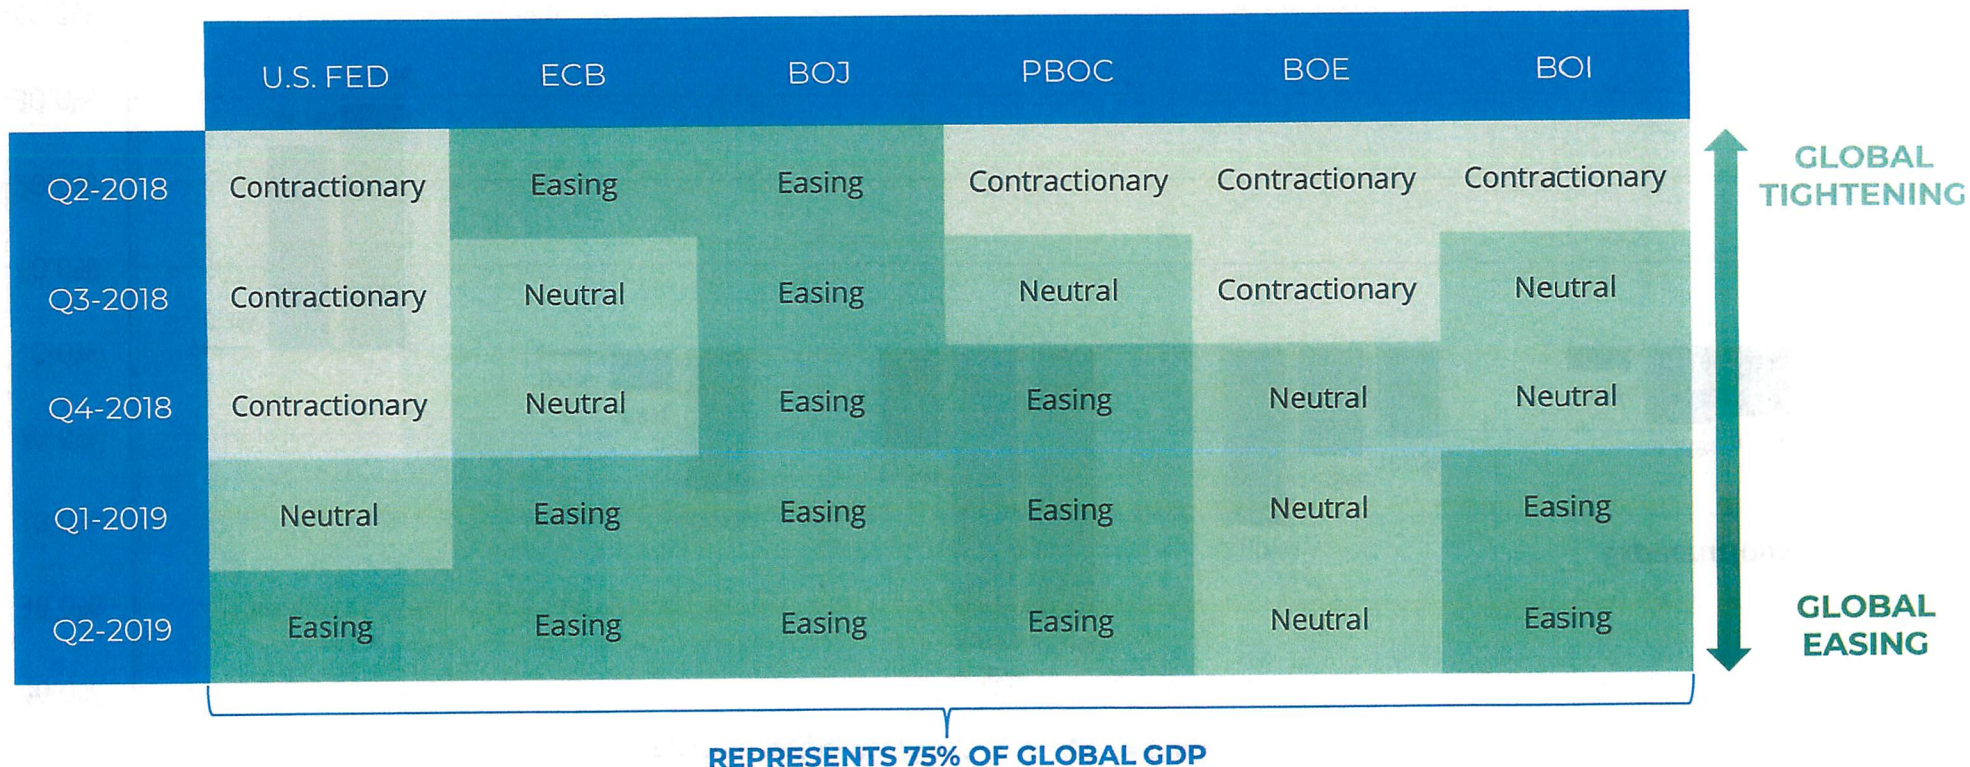 U.S. FED ECB BOJ PBOC BOE BOI
Q2-2018 Contractionary Easing Easing Contractionary Contractionary Contractionary
Q3-2018 Contractionary Neutral Easing Neutral Contractionary Neutral
Q4-2018 Contractionary Neutral Easing Easing Neutral Neutral
Q1-2019 Neutral Easing Easing Easing Neutral Easing
Q2-2019 Easing Easing Easing Easing Neutral Easing
GLOBAL
TIGHTENING
GLOBAL
EASING
REPRESENTS 75% OF GLOBAL GDP